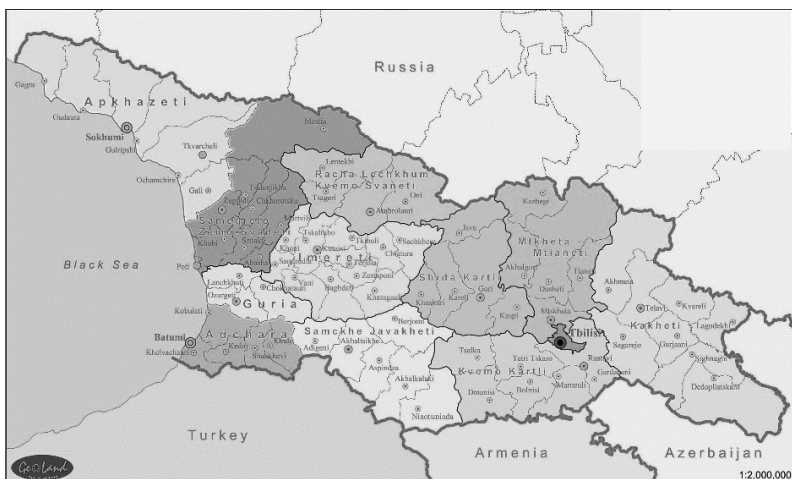 Russia
Gagra
Apkhazeti
Gudauta
Sokhumi
Gulripshi
Tkvarcheli
Mestia
Ochamchire
Gali
Lentekhi
Racha Lechkhum
Kvemo Svaneti
Oni
Tsageri
Ambrolauri
Tsalenjikha
Zugdidi
Chkhorotsku
Samegrelo
Zemo Svaneti
Martvili
Khobi
Senaki
Abasha
Poti
Black Sea
Tskaltubo
Khoni
Kutaisi
Tkibuli
Sachkhere
Chiatura
Imereti
Samtredia
Terjola
Zestaponi
Vani
Baghdati
Kharagauli
Lanchkhuti
Chokhatauri
Ozurgeti
Guria
Kobuleti
Java
Shida Kartli
Gori
Khashuri
Kareli
Kaspi
Kazbegi
Mtkheta
Mtianeti
Akhalgori
Tianeti
Dusheti
Mtskheta
Tbilisi
Akhmeta
Telavi
Kvareli
Kakheti
Lagodekhi
Sagarejo
Gurjaani
Sighnaghi
Dedoplistskaro
Batumi
Adchara
Khelvachauri
Keda
Khulo
Shuakhevi
Borjomi
Samckhe Javakheti
Adigeni
Akhaltsikhe
Aspindza
Akhalkalaki
Ninotsminda
Tsalka
Tetri Tskaro
Rustavi
Kvemo Kartli
Gardabani
Marneuli
Bolnisi
Dmanisi
Turkey
Armenia
Azerbaijan
GeoLand
1:2.000.000